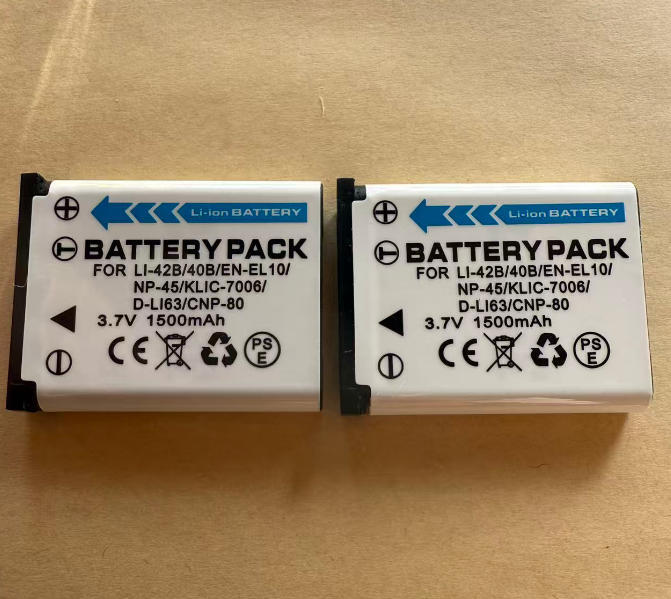 Li-ion BATTERY
BATTERY PACK
FOR LI-42B/40B/EN-EL10/
NP-45/KLIC-7006/
D-LI63/CNP-80
3.7V 1500mAh
CE PS E
Li-ion BATTERY
BATTERY PACK
FOR LI-42B/40B/EN-EL10/
NP-45/KLIC-7006/
D-LI63/CNP-80
3.7V 1500mAh
CE PS E